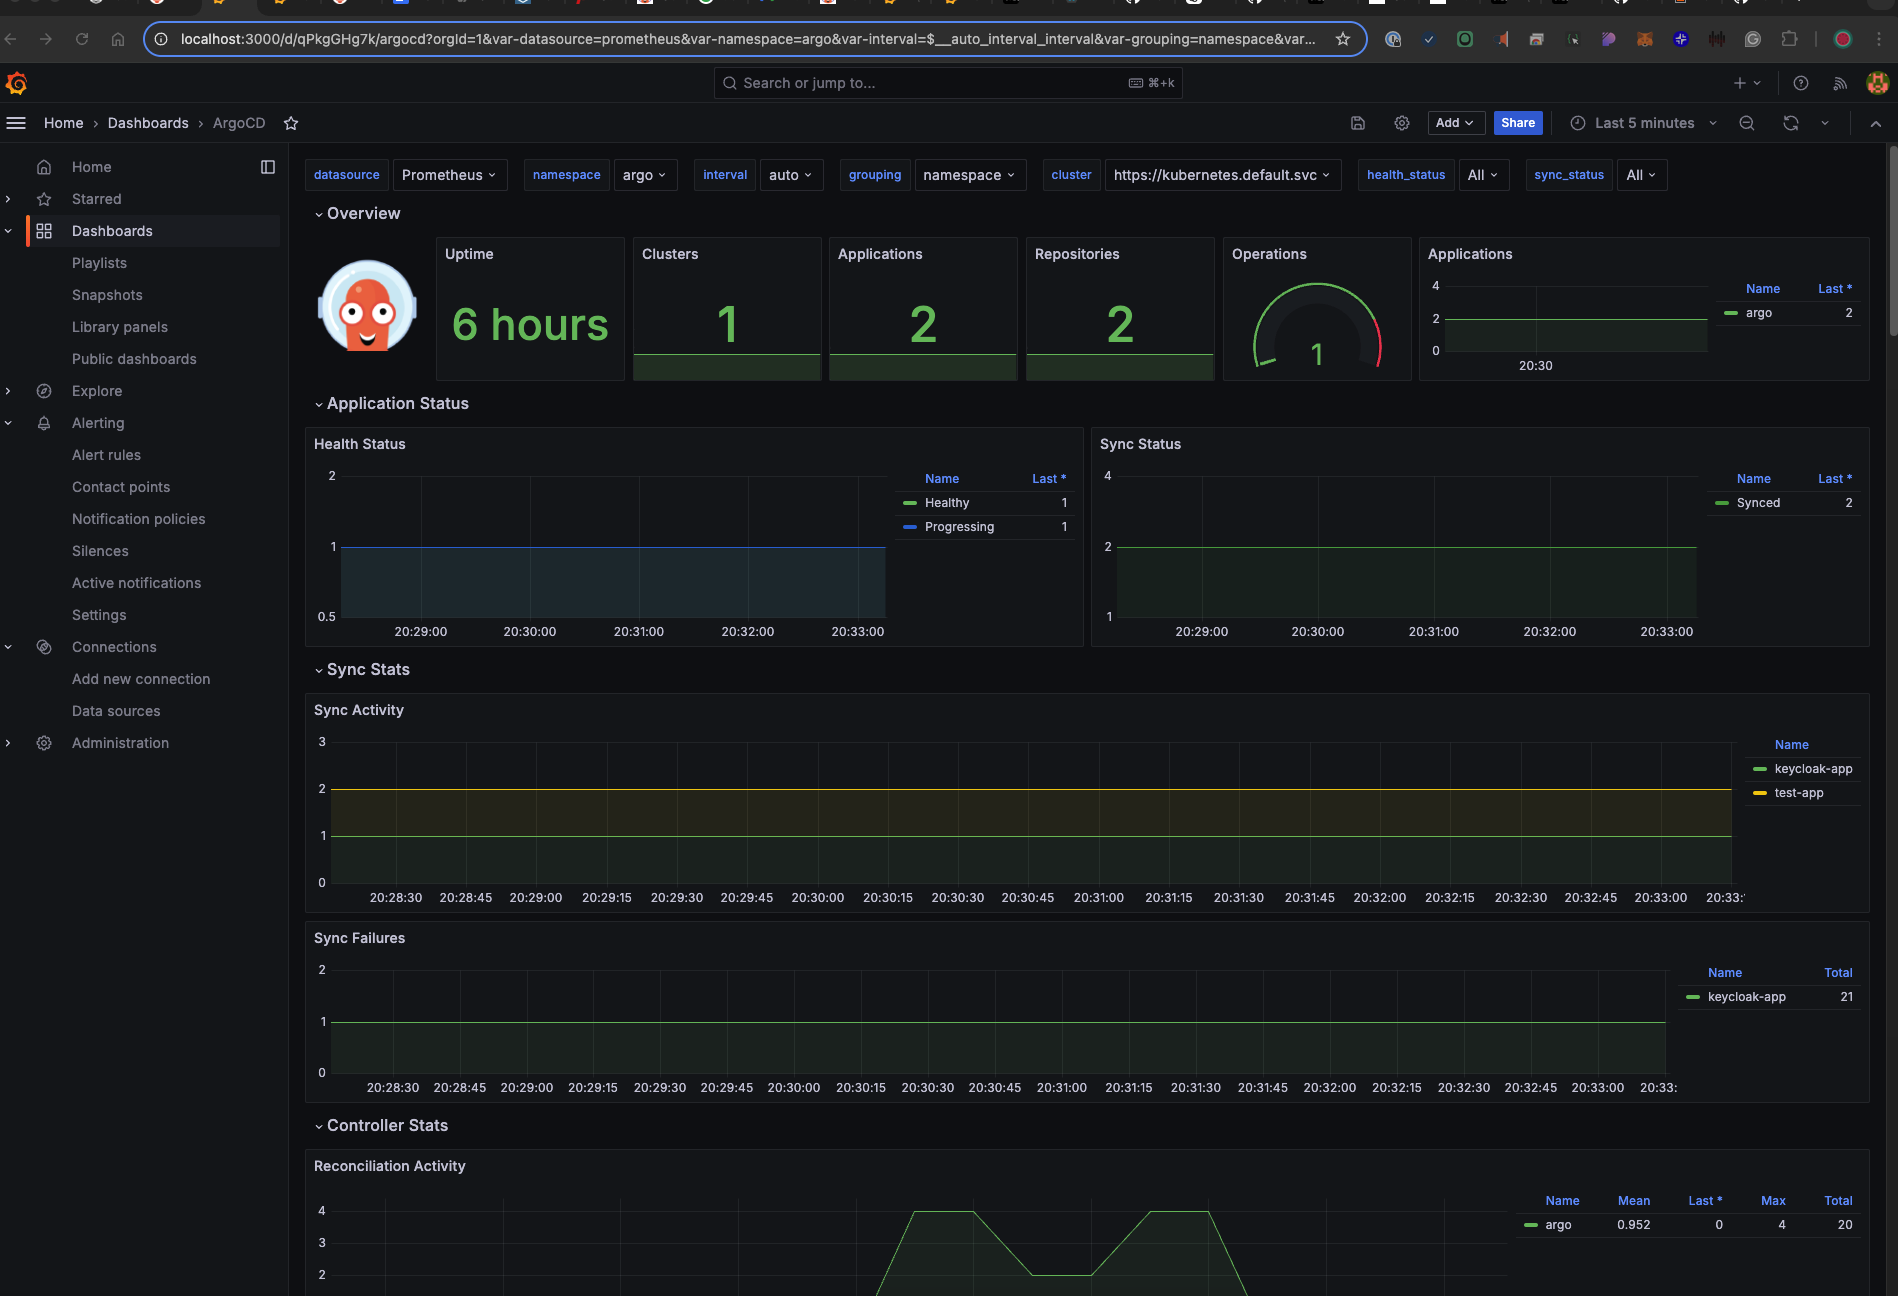 localhost:3000/d/qPkgGHg7k/argocd?orgId=1&var-datasource=prometheus&var-namespace=argo&var-interval=$__auto_interval_interval&var-grouping=namespace&var...
Search or jump to...
⌘+k
Home › Dashboards › ArgoCD
Add
Share
Last 5 minutes
Home
Starred
Dashboards
Playlists
Snapshots
Library panels
Public dashboards
Explore
Alerting
Alert rules
Contact points
Notification policies
Silences
Active notifications
Settings
Connections
Add new connection
Data sources
Administration
datasource Prometheus namespace argo interval auto grouping namespace cluster https://kubernetes.default.svc health_status All sync_status All
Overview
Uptime
6 hours
Clusters
1
Applications
2
Repositories
2
Operations
1
Applications
4
2
0
20:30
Name Last *
argo 2
Application Status
Health Status
2
1
0.5
20:29:00 20:30:00 20:31:00 20:32:00 20:33:00
Name Last *
Healthy 1
Progressing 1
Sync Status
4
2
1
20:29:00 20:30:00 20:31:00 20:32:00 20:33:00
Name Last *
Synced 2
Sync Stats
Sync Activity
3
2
1
0
20:28:30 20:28:45 20:29:00 20:29:15 20:29:30 20:29:45 20:30:00 20:30:15 20:30:30 20:30:45 20:31:00 20:31:15 20:31:30 20:31:45 20:32:00 20:32:15 20:32:30 20:32:45 20:33:00 20:33:
Name
keycloak-app
test-app
Sync Failures
2
1
0
20:28:30 20:28:45 20:29:00 20:29:15 20:29:30 20:29:45 20:30:00 20:30:15 20:30:30 20:30:45 20:31:00 20:31:15 20:31:30 20:31:45 20:32:00 20:32:15 20:32:30 20:32:45 20:33:00 20:33:
Name Total
keycloak-app 21
Controller Stats
Reconciliation Activity
4
3
2
Name Mean Last * Max Total
argo 0.952 0 4 20